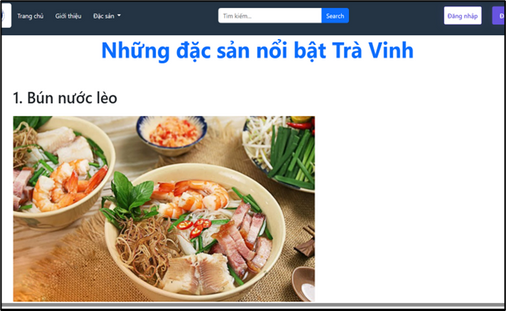 Trang chủ
Giới thiệu
Đặc sản
Tìm kiếm...
Search
Đăng nhập
Những đặc sản nổi bật Trà Vinh
1. Bún nước lèo